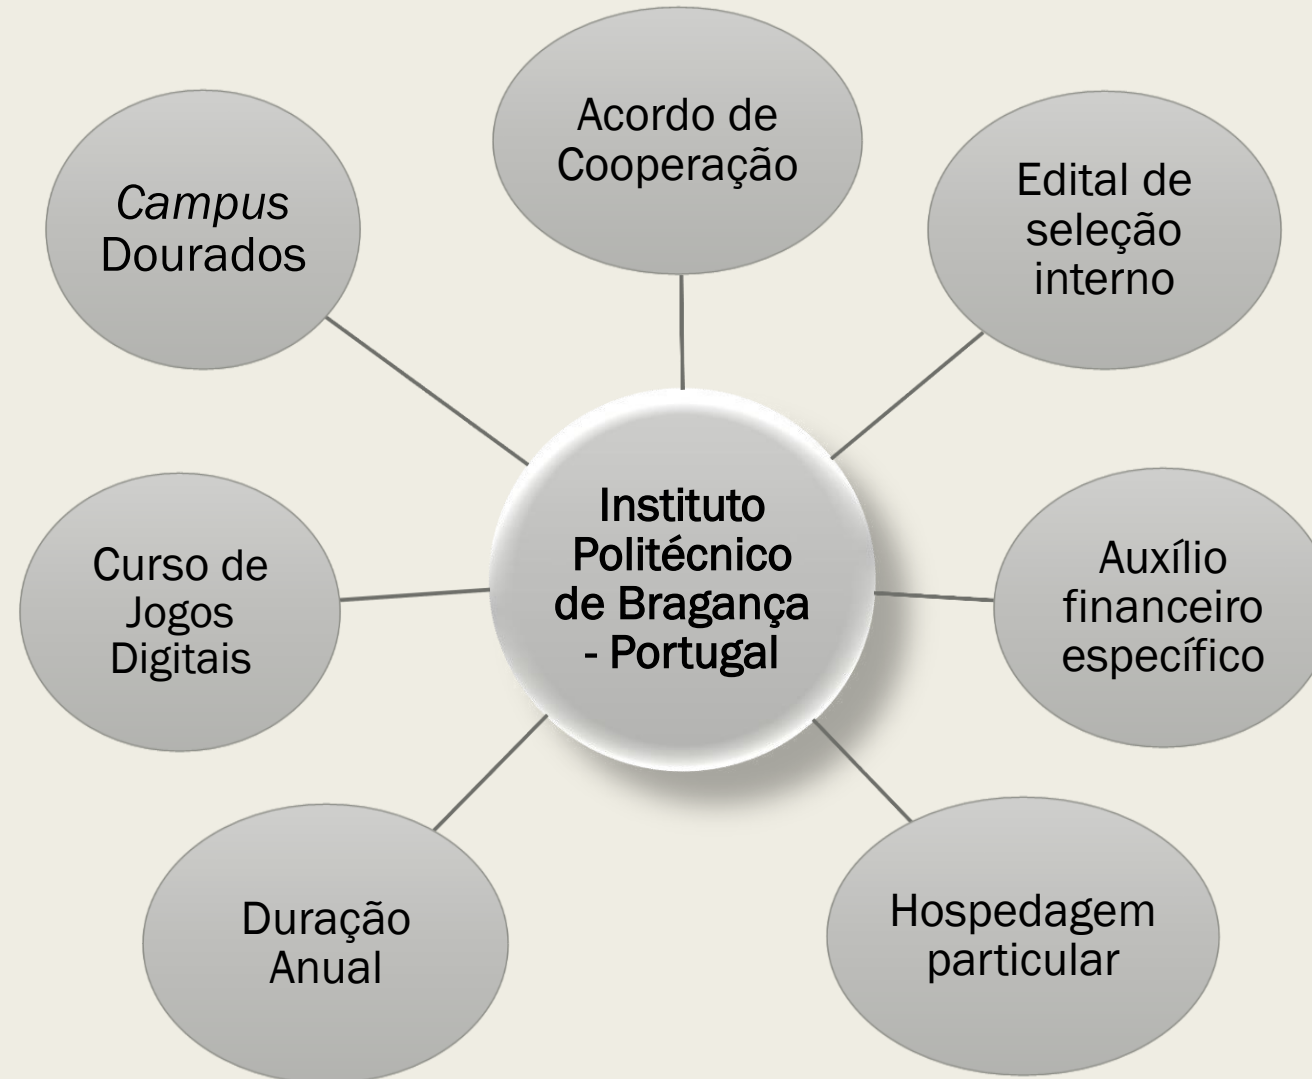 Acordo de
Cooperação
Edital de
seleção
interno
Auxílio
financeiro
específico
Hospedagem
particular
Duração
Anual
Curso de
Jogos
Digitais
Campus
Dourados
Instituto
Politécnico
de Bragança
- Portugal